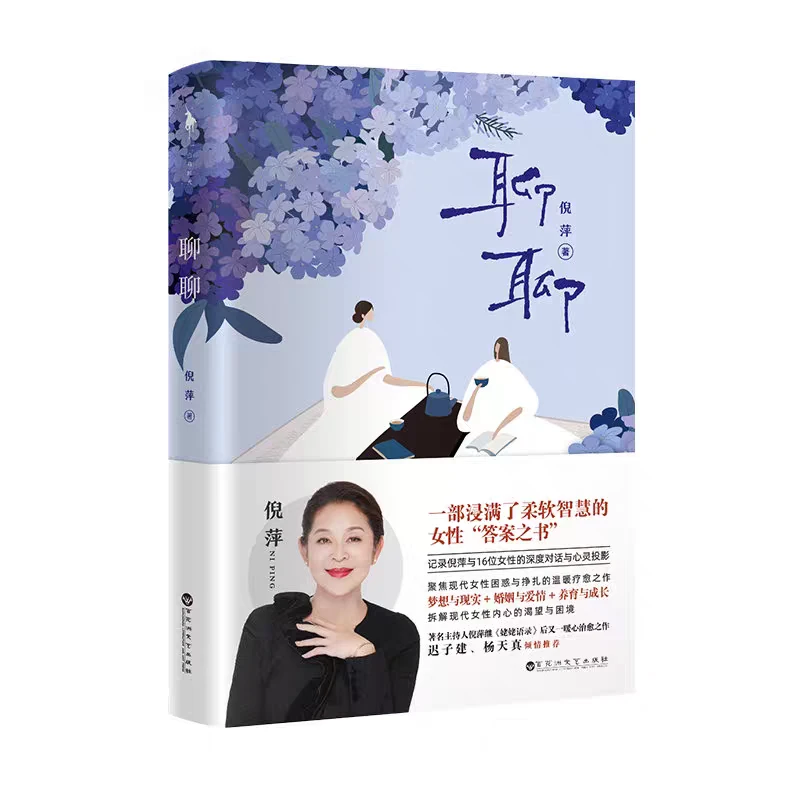 聊聊
倪萍 著
聊聊
倪萍
著
倪萍
NI PING
一部浸满了柔软智慧的
女性“答案之书”
记录倪萍与16位女性的深度对话与心灵投影
聚焦现代女性困惑与挣扎的温暖疗愈之作
梦想与现实+婚姻与爱情+养育与成长
拆解现代女性内心的渴望与困境
著名主持人倪萍继《姥姥语录》后又一暖心治愈之作
迟子建、杨天真倾情推荐
百花洲文艺出版社